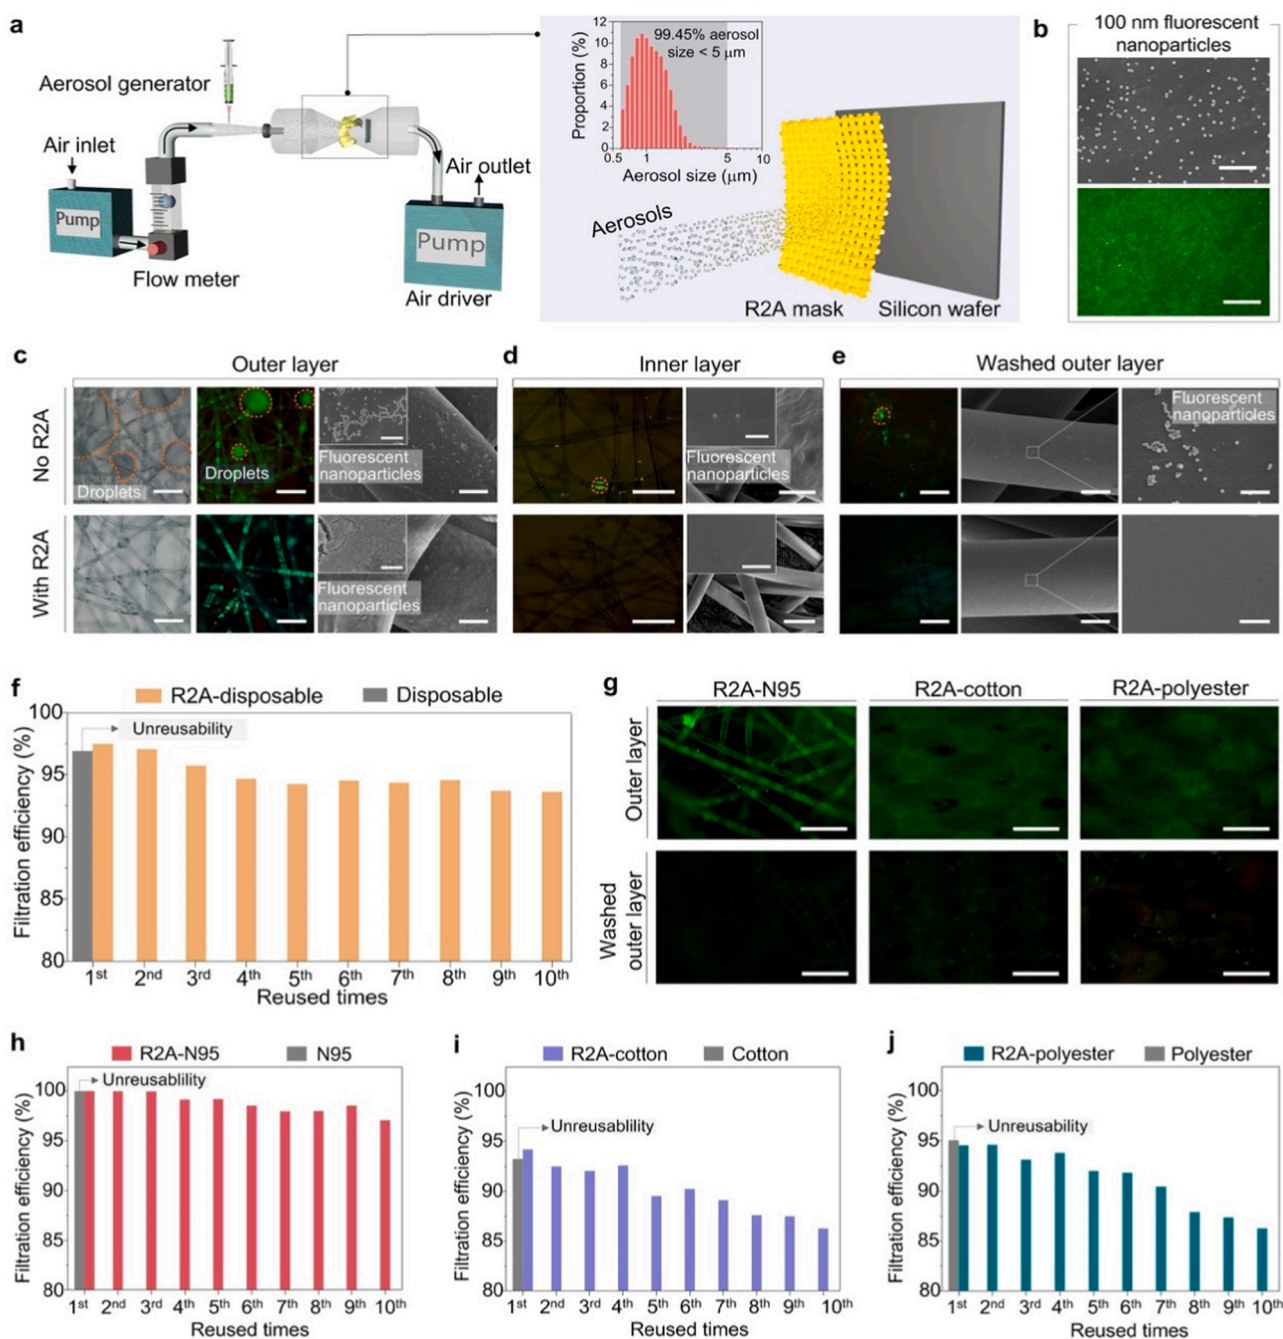 a
Aerosol generator
Air inlet
Pump
Flow meter
Air outlet
Pump
Air driver
Proportion (%)
12
10
8
6
4
2
0
99.45% aerosol
size < 5 μm
0.5 1 5 10
Aerosol size (μm)
Aerosols
R2A mask
Silicon wafer
b
100 nm fluorescent
nanoparticles
c
Outer layer
d
Inner layer
e
Washed outer layer
No R2A
Droplets
Droplets
Fluorescent
nanoparticles
Fluorescent
nanoparticles
Fluorescent
nanoparticles
With R2A
Fluorescent
nanoparticles
f
R2A-disposable
Disposable
Unreusability
Filtration efficiency (%)
100
95
90
85
80
1st 2nd 3rd 4th 5th 6th 7th 8th 9th 10th
Reused times
g
R2A-N95
R2A-cotton
R2A-polyester
Outer layer
Washed
outer layer
h
R2A-N95
N95
Unreusablility
Filtration efficiency (%)
100
95
90
85
80
1st 2nd 3rd 4th 5th 6th 7th 8th 9th 10th
Reused times
i
R2A-cotton
Cotton
Unreusablility
Filtration efficiency (%)
100
95
90
85
80
1st 2nd 3rd 4th 5th 6th 7th 8th 9th 10th
Reused times
j
R2A-polyester
Polyester
Unreusability
Filtration efficiency (%)
100
95
90
85
80
1st 2nd 3rd 4th 5th 6th 7th 8th 9th 10th
Reused times